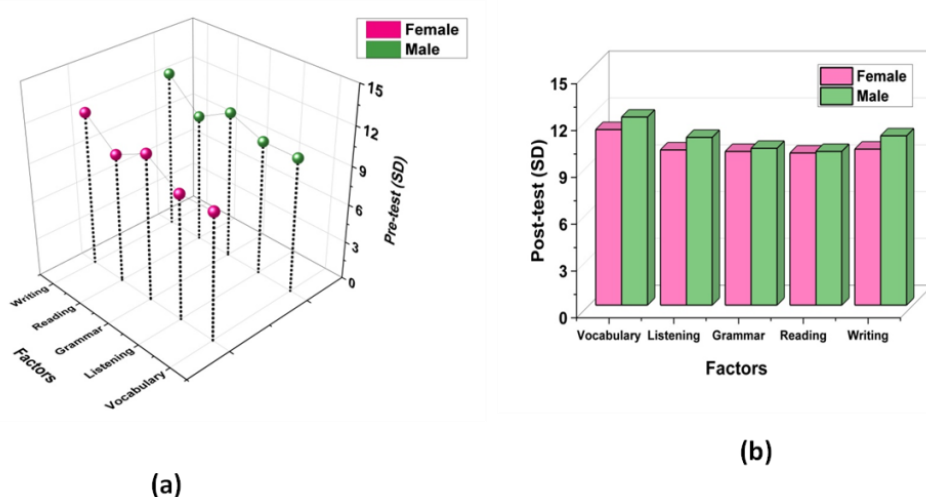 Female
Male
15
12
9
6
3
0
Pre-test (SD)
Writing
Reading
Grammar
Listening
Vocabulary
Factors
(a)
Female
Male
15
12
9
6
3
0
Post-test (SD)
Vocabulary Listening Grammar Reading Writing
Factors
(b)